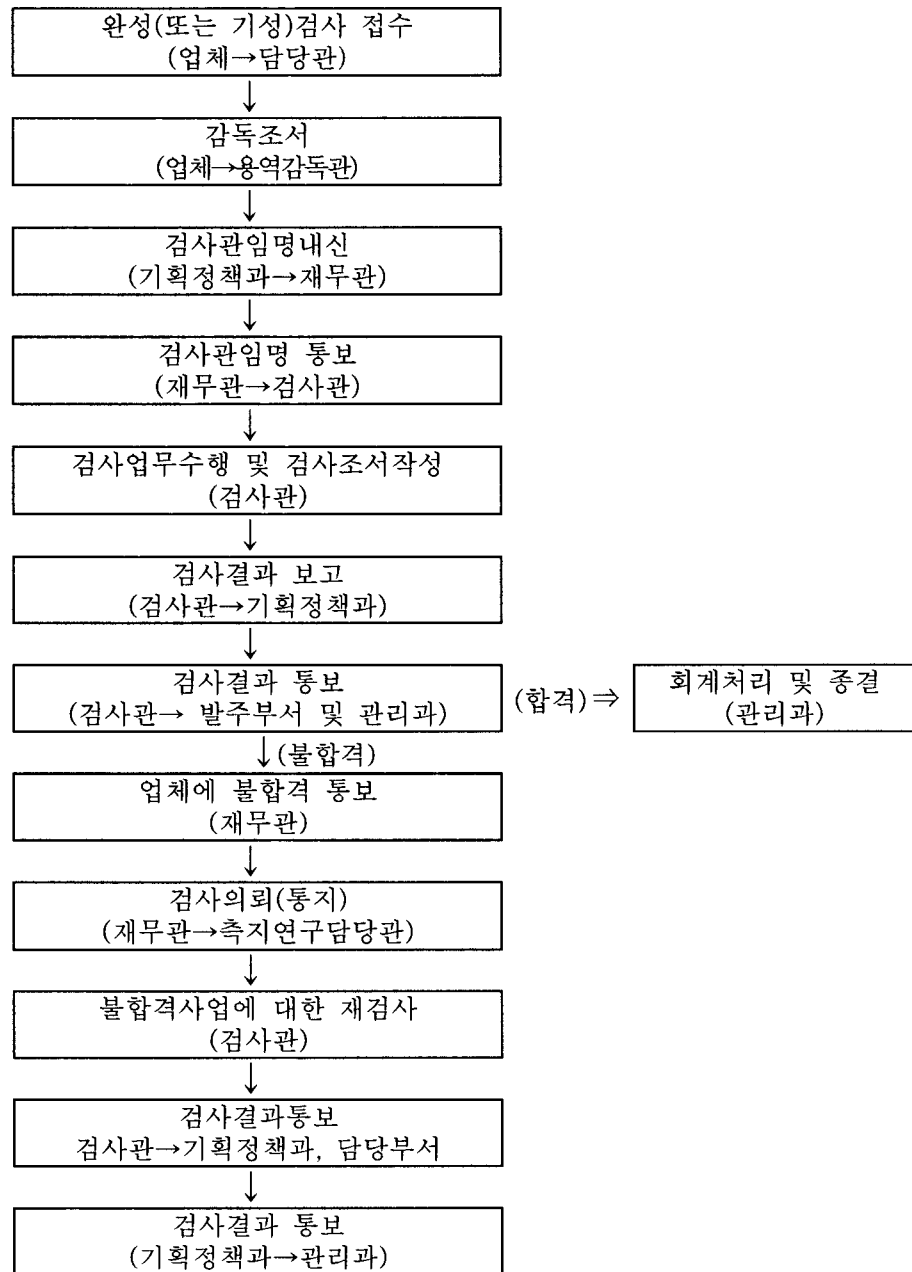 완성(또는 기성)검사 접수
(업체→담당관)
↓
감독조서
(업체→용역감독관)
↓
검사관임명내신
(기획정책과→재무관)
↓
검사관임명 통보
(재무관→검사관)
↓
검사업무수행 및 검사조서작성
(검사관)
↓
검사결과 보고
(검사관→기획정책과)
↓
검사결과 통보
(검사관→ 발주부서 및 관리과)
(합격)⇒
회계처리 및 종결
(관리과)
↓(불합격)
업체에 불합격 통보
(재무관)
↓
검사의뢰(통지)
(재무관→측지연구담당관)
↓
불합격사업에 대한 재검사
(검사관)
↓
검사결과통보
검사관→기획정책과, 담당부서
↓
검사결과 통보
(기획정책과→관리과)